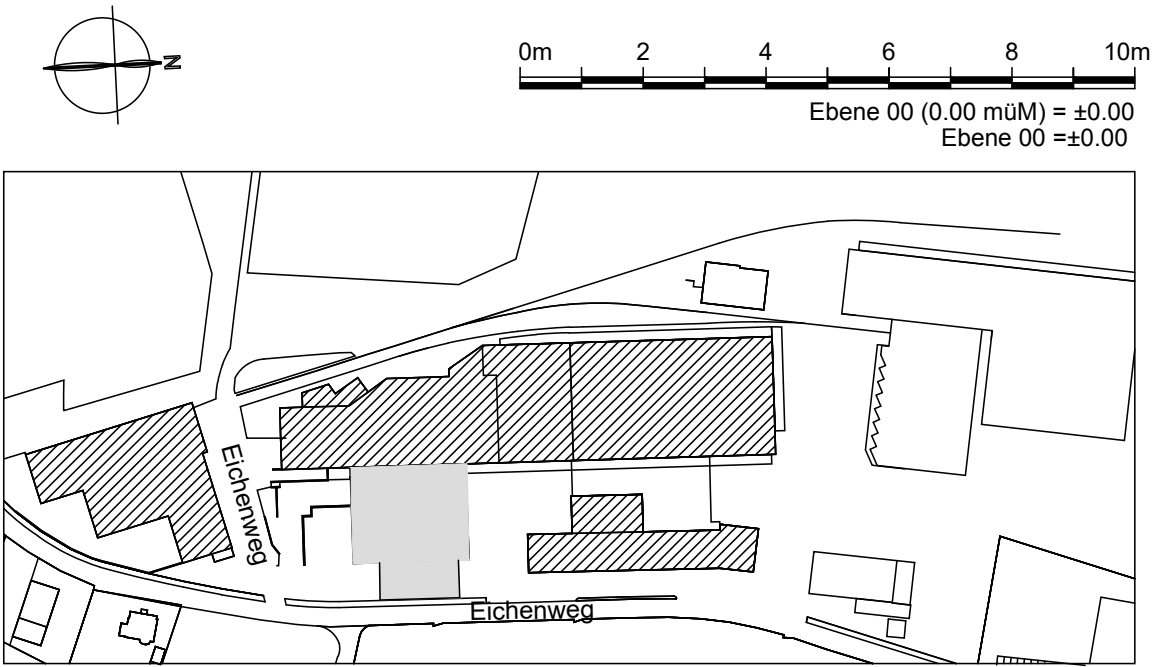 N
0m 2 4 6 8 10m
Ebene 00 (0.00 müM) = ±0.00
Ebene 00 =±0.00
Eichenweg
Eichenweg